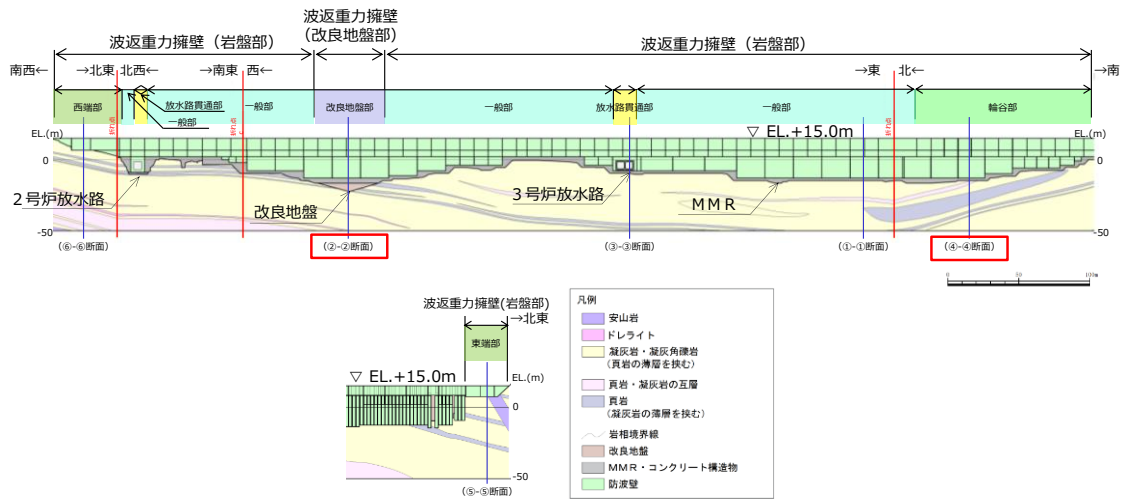 波返重力擁壁
(改良地盤部)
波返重力擁壁（岩盤部）
波返重力擁壁（岩盤部）
南西←
→北東
北西←
→南東
西←
→東
北←
→南
西端部
放水路貫通部
一般部
一般部
改良地盤部
一般部
放水路貫通部
一般部
輪谷部
EL.(m)
▽ EL.+15.0m
EL.(m)
0
0
２号炉放水路
改良地盤
３号炉放水路
ＭＭＲ
-50
-50
(⑥-⑥断面)
(②-②断面)
(③-③断面)
(①-①断面)
(④-④断面)
0
50
100m
波返重力擁壁(岩盤部)
→北東
東端部
▽ EL.+15.0m
EL.(m)
0
-50
(⑤-⑤断面)
凡例
安山岩
ドレライト
凝灰岩・凝灰角礫岩
(頁岩の薄層を挟む)
頁岩・凝灰岩の互層
頁岩
(凝灰岩の薄層を挟む)
岩相境界線
改良地盤
MMR・コンクリート構造物
防波壁